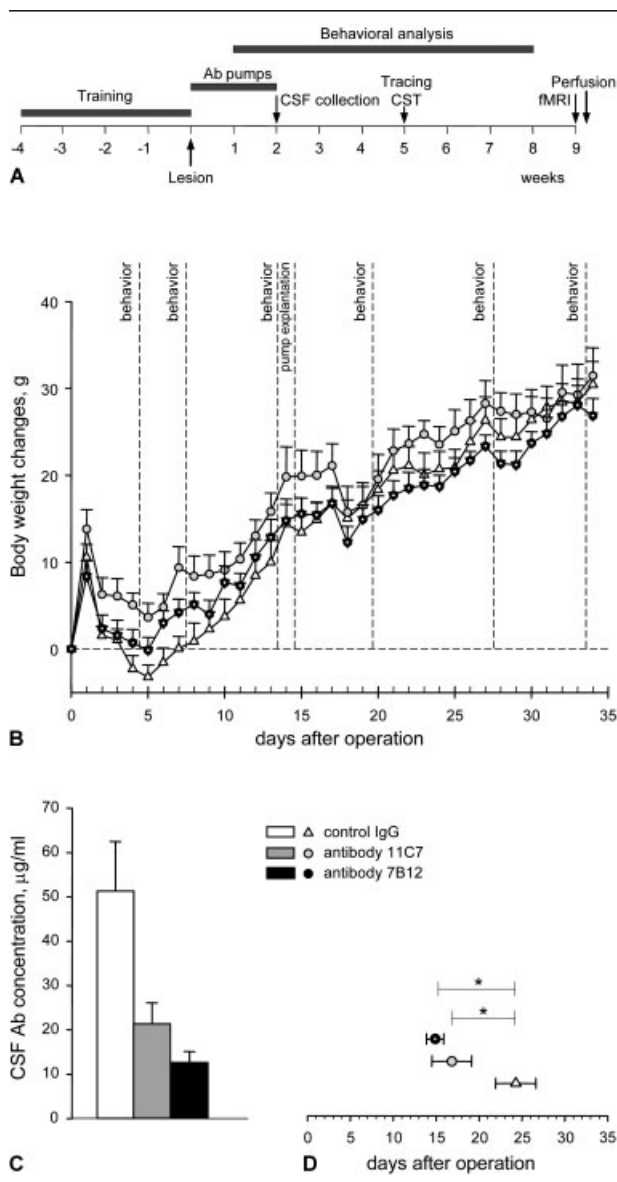 Behavioral analysis
Ab pumps
Training
CSF collection
Tracing
CST
Perfusion
fMRI
-4 -3 -2 -1 0 1 2 3 4 5 6 7 8 9
A
Lesion
weeks
behavior
behavior
behavior
pump explantation
behavior
behavior
behavior
40
30
20
10
0
Body weight changes, g
0 5 10 15 20 25 30 35
B
days after operation
70
60
50
40
30
20
10
0
CSF Ab concentration, µg/ml
control IgG
antibody 11C7
antibody 7B12
*
*
0 5 10 15 20 25 30 35
C
D
days after operation